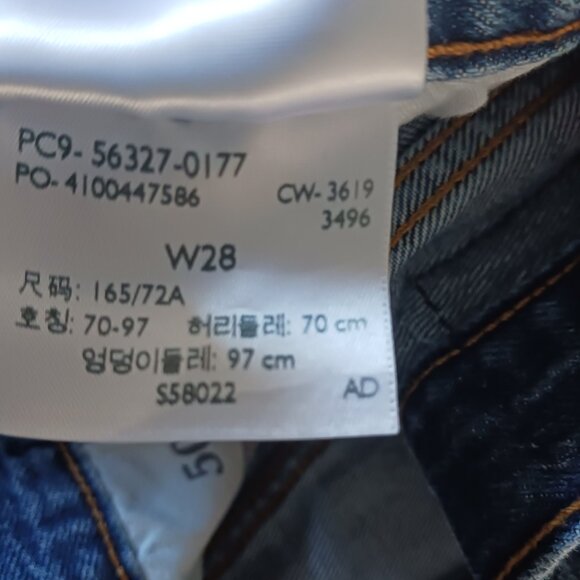 PC9- 56327-0177
PO- 4100447586 CW- 3619
3496
W28
尺码: 165/72A
호칭: 70-97 허리둘레: 70 cm
엉덩이둘레: 97 cm
S58022 AD